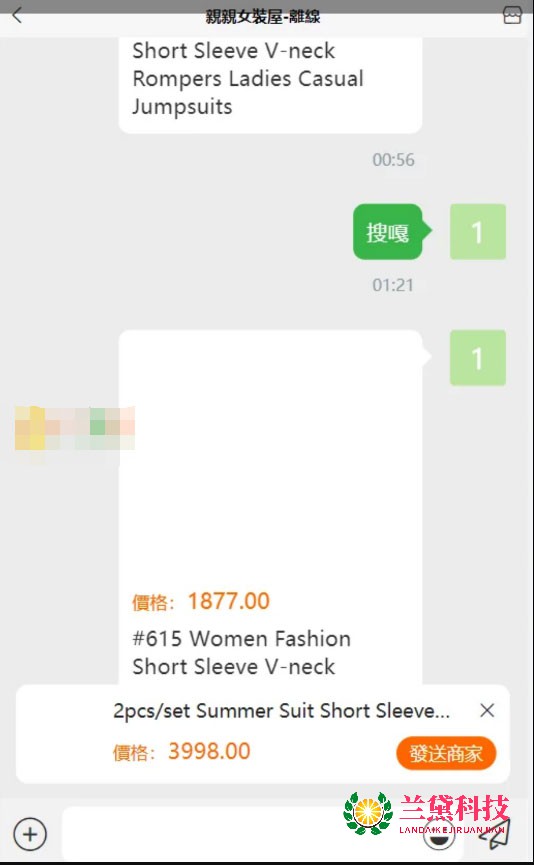 親親女裝屋-離線
Short Sleeve V-neck
Rompers Ladies Casual
Jumpsuits
00:56
搜嘎
1
01:21
1
價格： 1877.00
#615 Women Fashion
Short Sleeve V-neck
2pcs/set Summer Suit Short Sleeve...
價格： 3998.00
發送商家
兰黛科技
LANDAIKEJIRUANJIAN